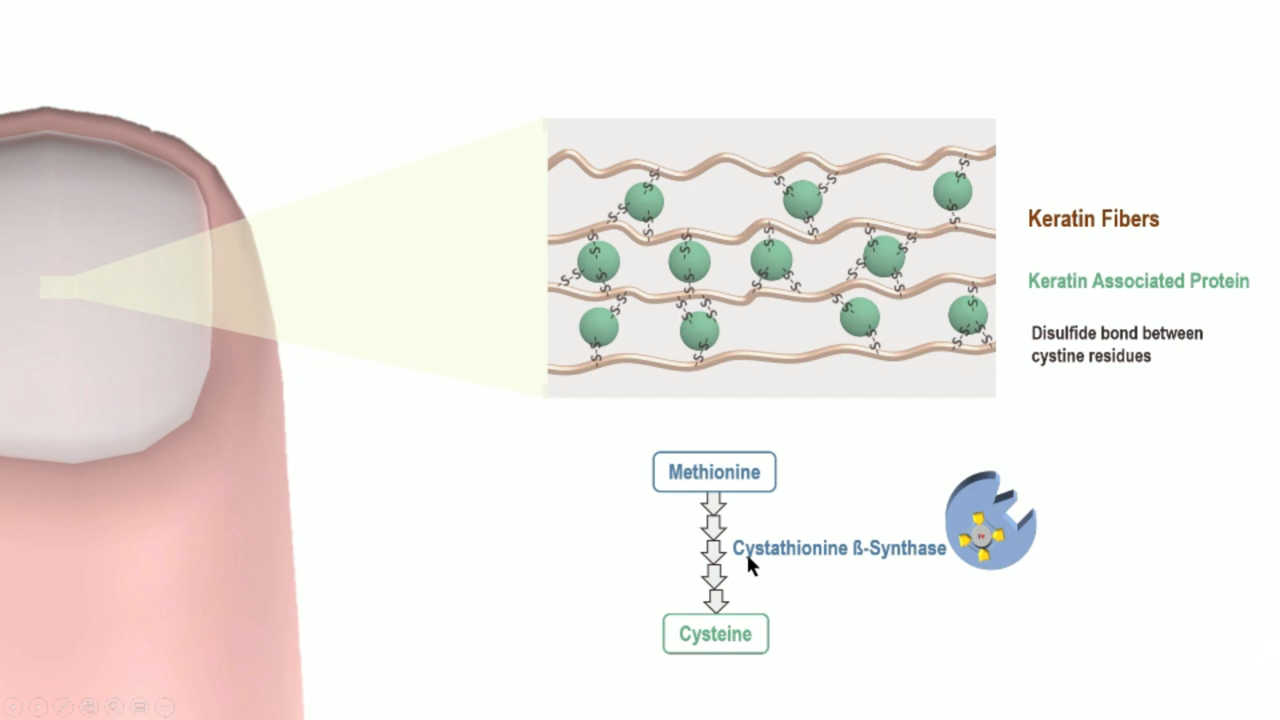 Keratin Fibers
Keratin Associated Protein
Disulfide bond between
cystine residues
Methionine
Cystathionine ß-Synthase
Cysteine